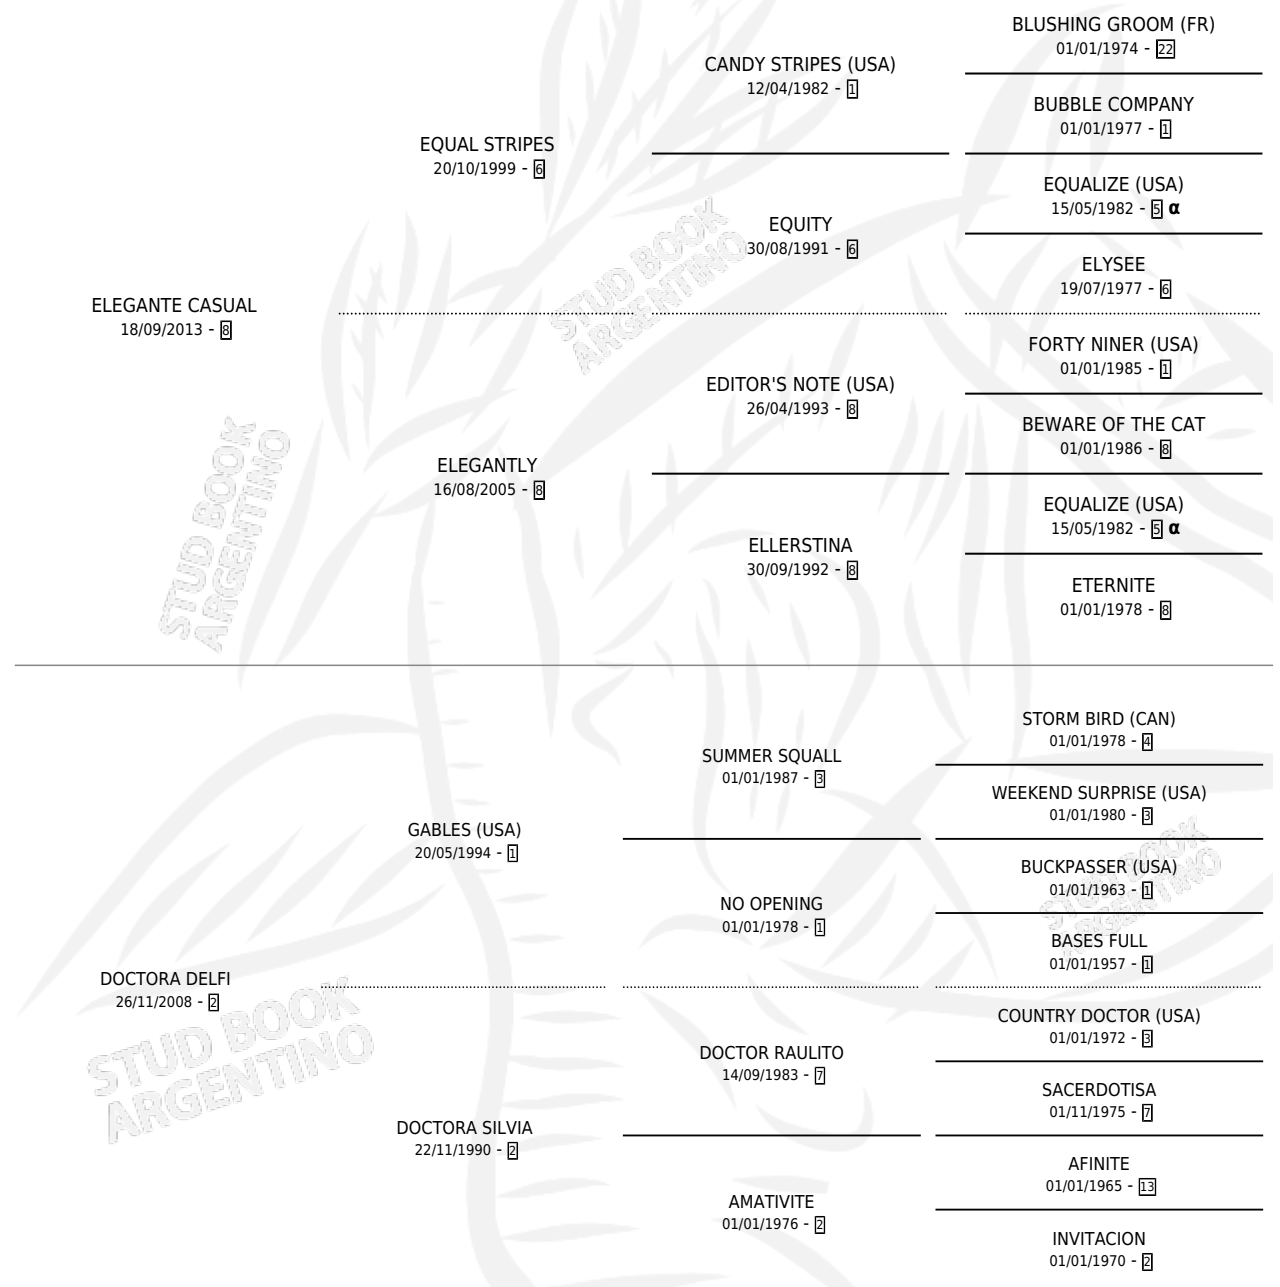 BLUSHING GROOM (FR)
01/01/1974 - 22
CANDY STRIPES (USA)
12/04/1982 - 1
BUBBLE COMPANY
01/01/1977 - 1
EQUAL STRIPES
20/10/1999 - 6
EQUALIZE (USA)
15/05/1982 - 5 α
EQUITY
30/08/1991 - 6
ELYSEE
19/07/1977 - 6
ELEGANTE CASUAL
18/09/2013 - 8
FORTY NINER (USA)
01/01/1985 - 1
EDITOR'S NOTE (USA)
26/04/1993 - 8
BEWARE OF THE CAT
01/01/1986 - 8
ELEGANTLY
16/08/2005 - 8
EQUALIZE (USA)
15/05/1982 - 5 α
ELLERSTINA
30/09/1992 - 8
ETERNITE
01/01/1978 - 8
STORM BIRD (CAN)
01/01/1978 - 4
SUMMER SQUALL
01/01/1987 - 3
WEEKEND SURPRISE (USA)
01/01/1980 - 3
GABLES (USA)
20/05/1994 - 1
BUCKPASSER (USA)
01/01/1963 - 1
NO OPENING
01/01/1978 - 1
BASES FULL
01/01/1957 - 1
DOCTORA DELFI
26/11/2008 - 2
COUNTRY DOCTOR (USA)
01/01/1972 - 3
DOCTOR RAULITO
14/09/1983 - 7
SACERDOTISA
01/11/1975 - 7
DOCTORA SILVIA
22/11/1990 - 2
AFINITE
01/01/1965 - 13
AMATIVITE
01/01/1976 - 2
INVITACION
01/01/1970 - 2
STUD BOOK
ARGENTINO
STUD BOOK
ARGENTINO
STUD BOOK
ARGENTINO
STUD BOOK
ARGENTINO